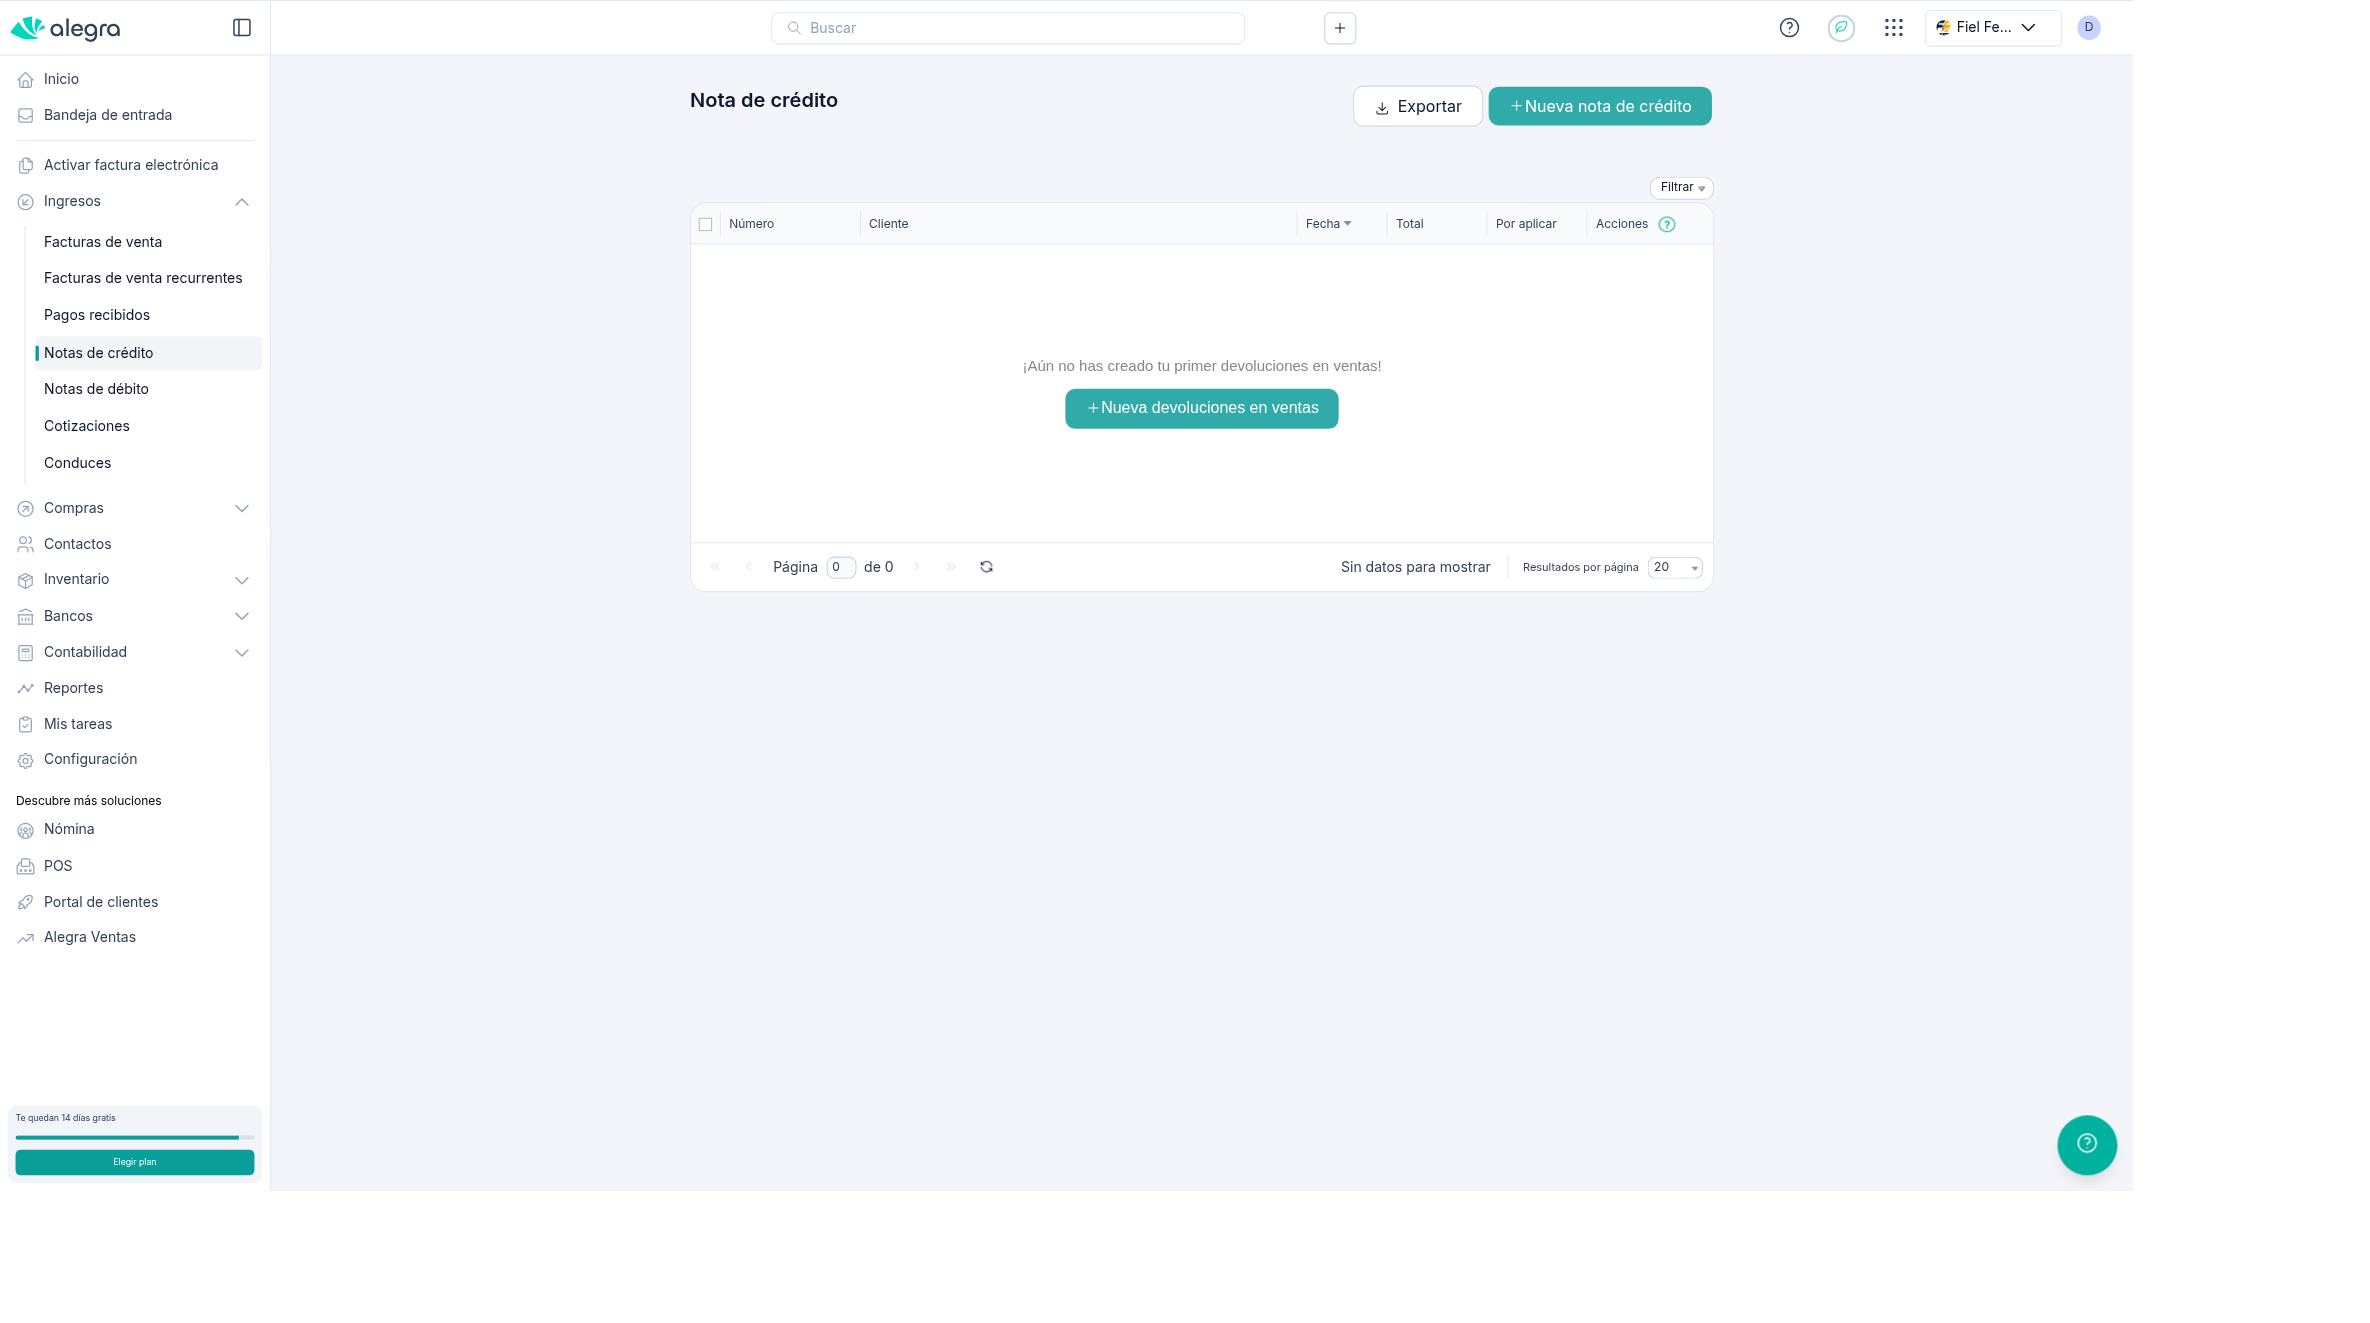 alegra
Buscar
Fiel Fe...
D
Inicio
Bandeja de entrada
Activar factura electrónica
Ingresos
Facturas de venta
Facturas de venta recurrentes
Pagos recibidos
Notas de crédito
Notas de débito
Cotizaciones
Conduces
Compras
Contactos
Inventario
Bancos
Contabilidad
Reportes
Mis tareas
Configuración
Descubre más soluciones
Nómina
POS
Portal de clientes
Alegra Ventas
Te quedan 14 días gratis
Elegir plan
Nota de crédito
Exportar
+Nueva nota de crédito
Filtrar
Número Cliente Fecha Total Por aplicar Acciones ?
¡Aún no has creado tu primer devoluciones en ventas!
+Nueva devoluciones en ventas
« ‹ Página 0 de 0 › » Sin datos para mostrar Resultados por página 20